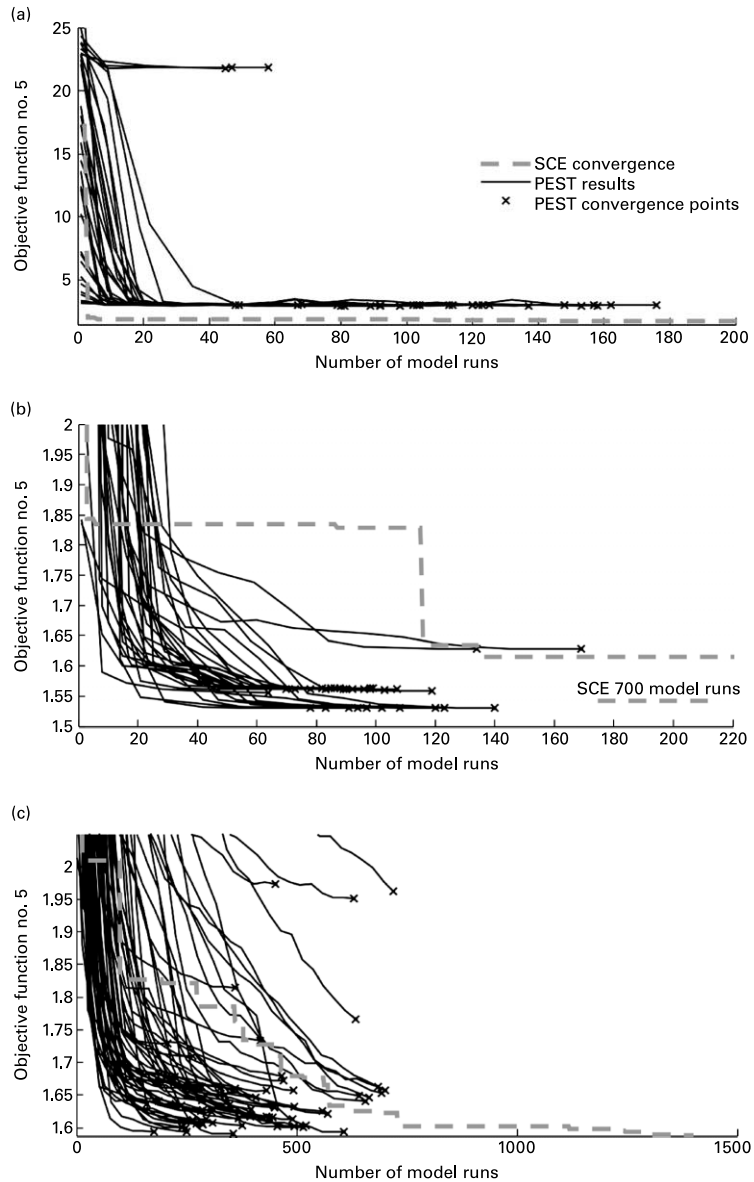 (a)
25
20
15
10
5
Objective function no. 5
SCE convergence
PEST results
PEST convergence points
0 20 40 60 80 100 120 140 160 180 200
Number of model runs
(b)
2
1.95
1.9
1.85
1.8
1.75
1.7
1.65
1.6
1.55
1.5
Objective function no. 5
SCE 700 model runs
0 20 40 60 80 100 120 140 160 180 200 220
Number of model runs
(c)
2
1.95
1.9
1.85
1.8
1.75
1.7
1.65
1.6
Objective function no. 5
0 500 1000 1500
Number of model runs